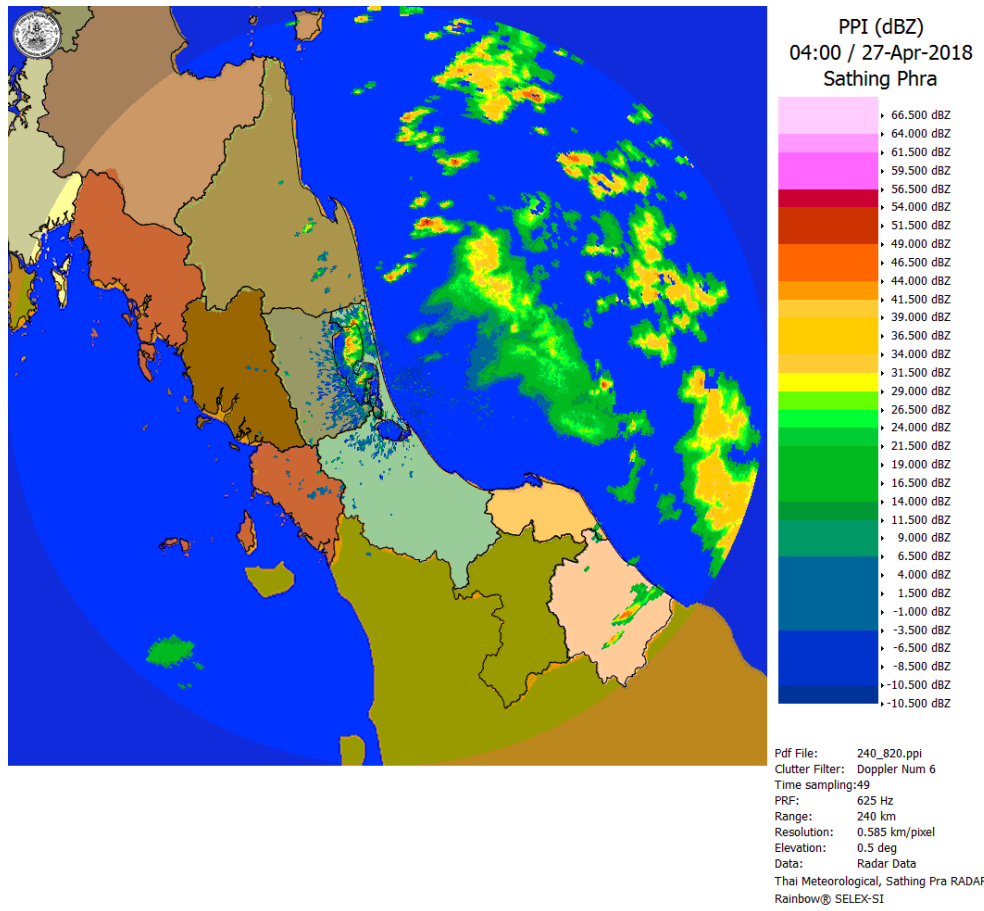 PPI (dBZ)
04:00 / 27-Apr-2018
Sathing Phra
66.500 dBZ
64.000 dBZ
61.500 dBZ
59.500 dBZ
56.500 dBZ
54.000 dBZ
51.500 dBZ
49.000 dBZ
46.500 dBZ
44.000 dBZ
41.500 dBZ
39.000 dBZ
36.500 dBZ
34.000 dBZ
31.500 dBZ
29.000 dBZ
26.500 dBZ
24.000 dBZ
21.500 dBZ
19.000 dBZ
16.500 dBZ
14.000 dBZ
11.500 dBZ
9.000 dBZ
6.500 dBZ
4.000 dBZ
1.500 dBZ
-1.000 dBZ
-3.500 dBZ
-6.500 dBZ
-8.500 dBZ
-10.500 dBZ
-10.500 dBZ
Pdf File: 240_820.ppi
Clutter Filter: Doppler Num 6
Time sampling:49
PRF: 625 Hz
Range: 240 km
Resolution: 0.585 km/pixel
Elevation: 0.5 deg
Data: Radar Data
Thai Meteorological, Sathing Pra RADAR
Rainbow® SELEX-SI